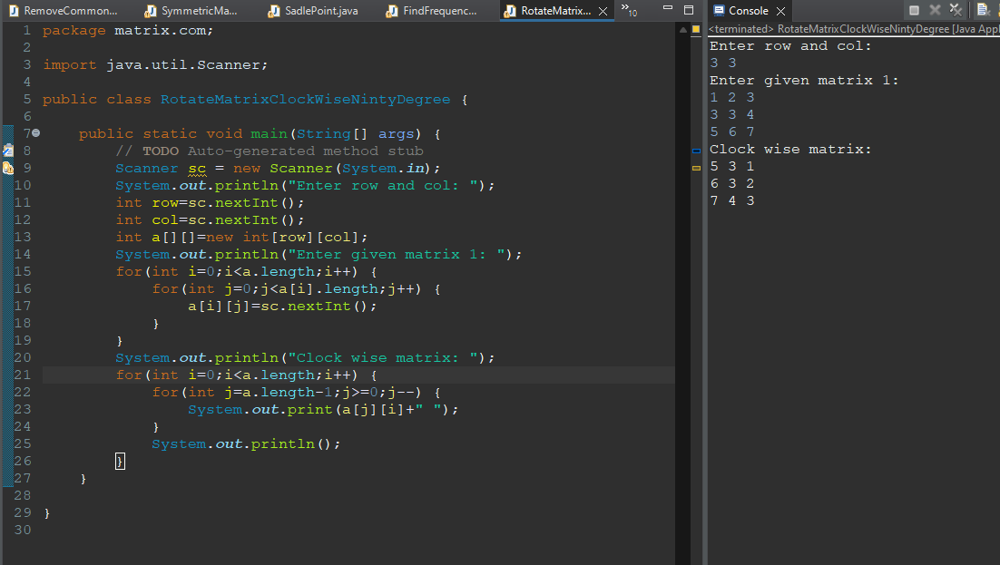 RemoveCommon... SymmetricMa... SadlePoint.java FindFrequenc... RotateMatrix... »10
1 package matrix.com;
2
3 import java.util.Scanner;
4
5 public class RotateMatrixClockWiseNintyDegree {
6
7 public static void main(String[] args) {
8 // TODO Auto-generated method stub
9 Scanner sc = new Scanner(System.in);
10 System.out.println("Enter row and col: ");
11 int row=sc.nextInt();
12 int col=sc.nextInt();
13 int a[][]=new int[row][col];
14 System.out.println("Enter given matrix 1: ");
15 for(int i=0;i<a.length;i++) {
16 for(int j=0;j<a[i].length;j++) {
17 a[i][j]=sc.nextInt();
18 }
19 }
20 System.out.println("Clock wise matrix: ");
21 for(int i=0;i<a.length;i++) {
22 for(int j=a.length-1;j>=0;j--) {
23 System.out.print(a[j][i]+" ");
24 }
25 System.out.println();
26 }
27 }
28
29 }
30
Console
<terminated> RotateMatrixClockWiseNintyDegree [Java Appl
Enter row and col:
3 3
Enter given matrix 1:
1 2 3
3 3 4
5 6 7
Clock wise matrix:
5 3 1
6 3 2
7 4 3